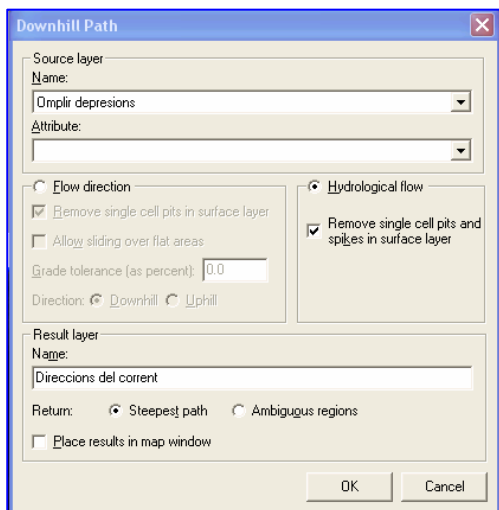 Downhill Path
Source layer
Name:
Omplir depresions
Attribute:
Flow direction
Remove single cell pits in surface layer
Allow sliding over flat areas
Grade tolerance (as percent): 0.0
Direction: Downhill Uphill
Hydrological flow
Remove single cell pits and
spikes in surface layer
Result layer
Name:
Direccions del corrent
Return: Steepest path Ambiguous regions
Place results in map window
OK Cancel